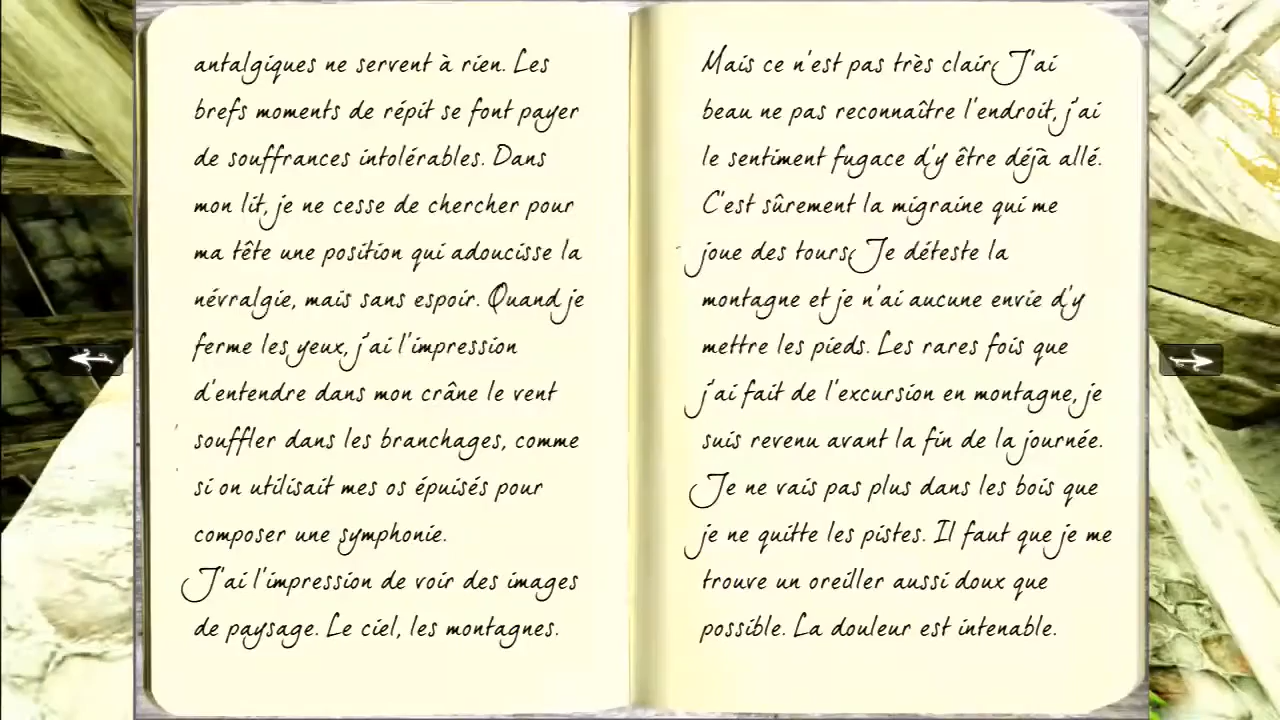 antalgiques ne servent à rien. Les
brefs moments de répit se font payer
de souffrances intolérables. Dans
mon lit, je ne cesse de chercher pour
ma tête une position qui adoucisse la
névralgie, mais sans espoir. Quand je
ferme les yeux, j'ai l'impression
d'entendre dans mon crâne le vent
souffler dans les branchages, comme
si on utilisait mes os épuisés pour
composer une symphonie.
J'ai l'impression de voir des images
de paysage. Le ciel, les montagnes.
Mais ce n'est pas très clair. J'ai
beau ne pas reconnaître l'endroit, j'ai
le sentiment fugace d'y être déjà allé.
C'est sûrement la migraine qui me
joue des tours. Je déteste la
montagne et je n'ai aucune envie d'y
mettre les pieds. Les rares fois que
j'ai fait de l'excursion en montagne, je
suis revenu avant la fin de la journée.
Je ne vais pas plus dans les bois que
je ne quitte les pistes. Il faut que je me
trouve un oreiller aussi doux que
possible. La douleur est intenable.